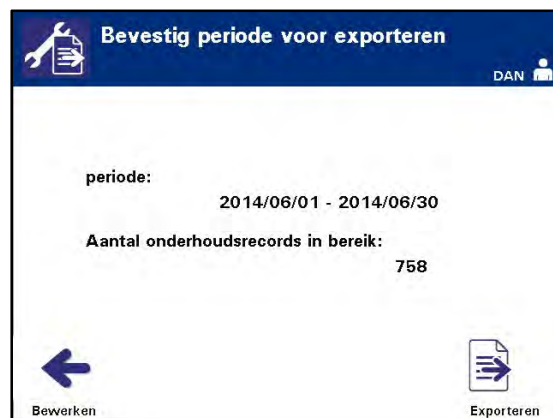 Bevestig periode voor exporteren
DAN
periode:
2014/06/01 - 2014/06/30
Aantal onderhoudsrecords in bereik:
758
Bewerken
Exporteren